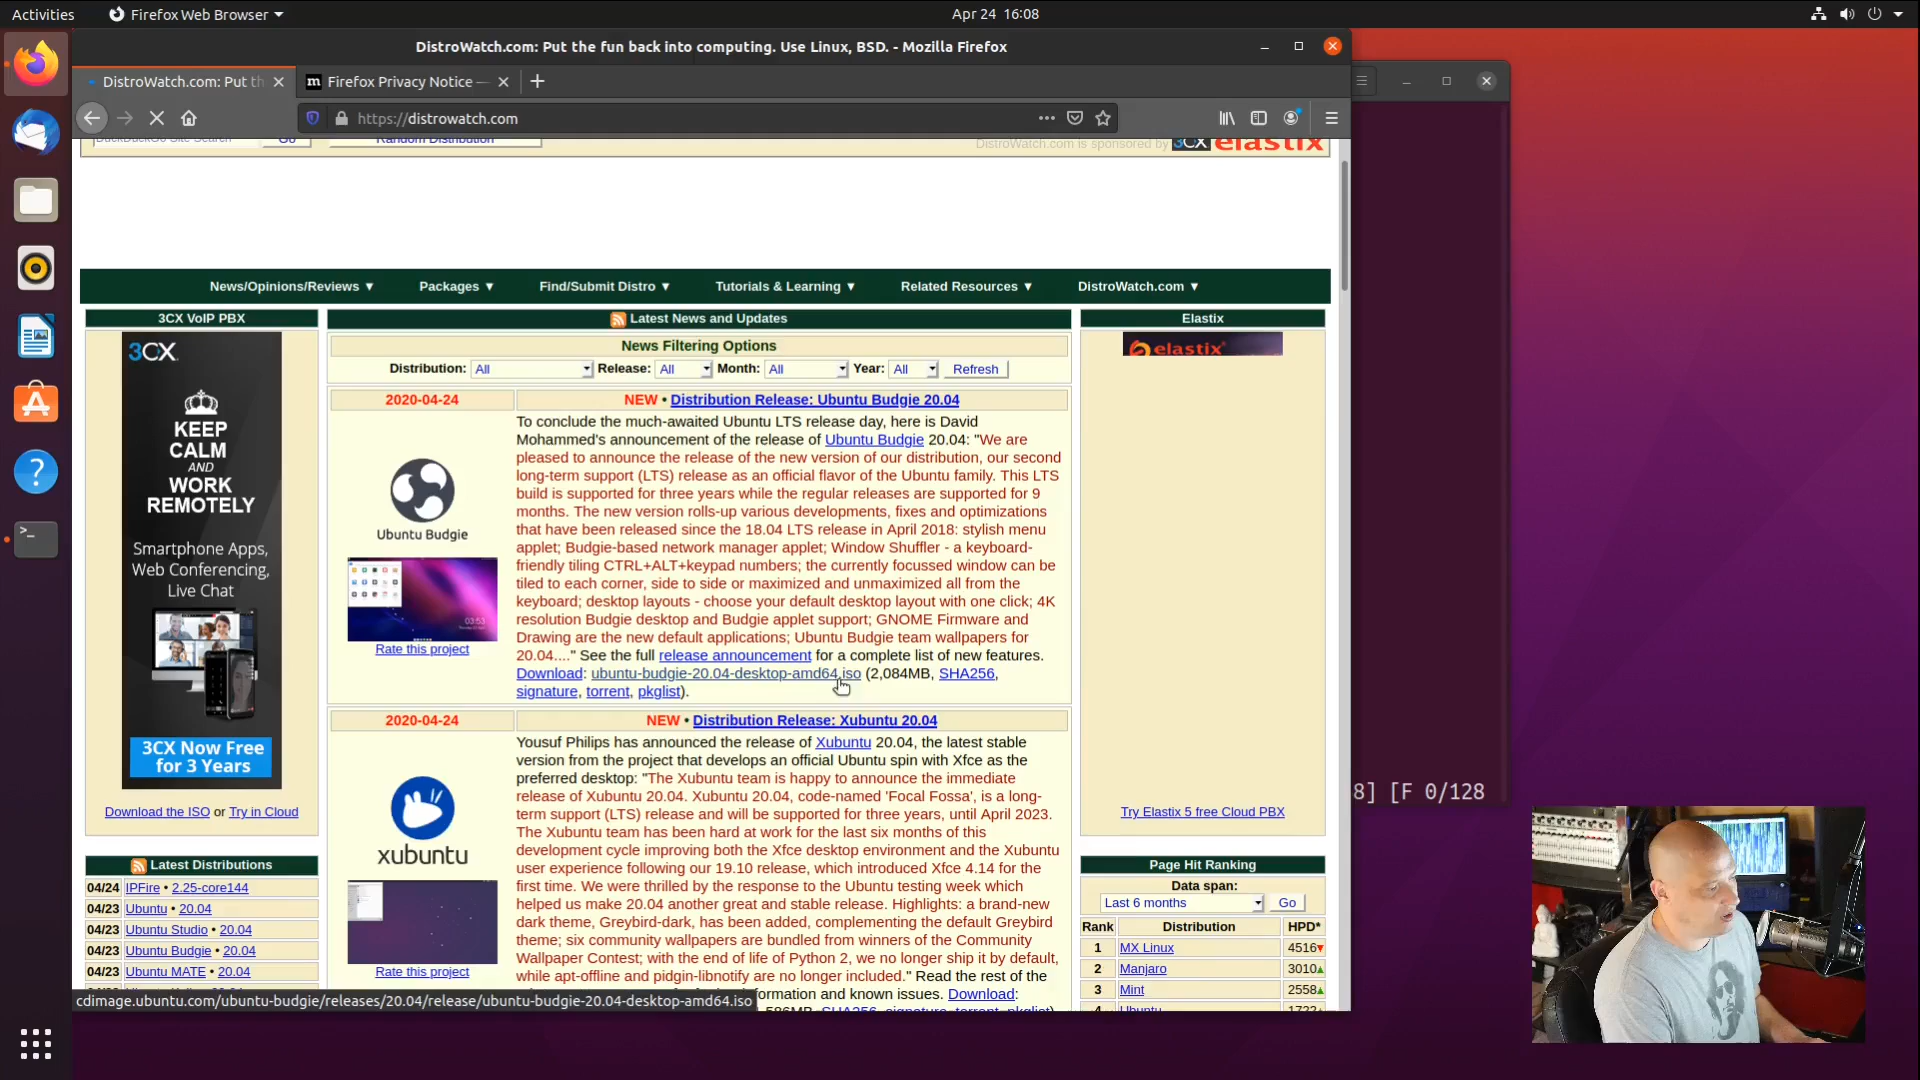 Activities
Firefox Web Browser
Apr 24 16:08
DistroWatch.com: Put the fun back into computing. Use Linux, BSD. - Mozilla Firefox
DistroWatch.com: Put th
Firefox Privacy Notice —
https://distrowatch.com
DuckDuckGo Site Search
Go
Random Distribution
DistroWatch.com is sponsored by
3CX
elastix
News/Opinions/Reviews ▼
Packages ▼
Find/Submit Distro ▼
Tutorials & Learning ▼
Related Resources ▼
DistroWatch.com ▼
3CX VoIP PBX
3CX
KEEP
CALM
AND
WORK
REMOTELY
Smartphone Apps,
Web Conferencing,
Live Chat
3CX Now Free
for 3 Years
Download the ISO or Try in Cloud
Latest Distributions
04/24 IPFire • 2.25-core144
04/23 Ubuntu • 20.04
04/23 Ubuntu Studio • 20.04
04/23 Ubuntu Budgie • 20.04
04/23 Ubuntu MATE • 20.04
Latest News and Updates
News Filtering Options
Distribution: All Release: All Month: All Year: All Refresh
2020-04-24
NEW • Distribution Release: Ubuntu Budgie 20.04
Ubuntu Budgie
03:53
Rate this project
To conclude the much-awaited Ubuntu LTS release day, here is David
Mohammed's announcement of the release of Ubuntu Budgie 20.04: "We are
pleased to announce the release of the new version of our distribution, our second
long-term support (LTS) release as an official flavor of the Ubuntu family. This LTS
build is supported for three years while the regular releases are supported for 9
months. The new version rolls-up various developments, fixes and optimizations
that have been released since the 18.04 LTS release in April 2018: stylish menu
applet; Budgie-based network manager applet; Window Shuffler - a keyboard-
friendly tiling CTRL+ALT+keypad numbers; the currently focussed window can be
tiled to each corner, side to side or maximized and unmaximized all from the
keyboard; desktop layouts - choose your default desktop layout with one click; 4K
resolution Budgie desktop and Budgie applet support; GNOME Firmware and
Drawing are the new default applications; Ubuntu Budgie team wallpapers for
20.04...." See the full release announcement for a complete list of new features.
Download: ubuntu-budgie-20.04-desktop-amd64.iso (2,084MB, SHA256,
signature, torrent, pkglist).
2020-04-24
NEW • Distribution Release: Xubuntu 20.04
xubuntu
Rate this project
Yousuf Philips has announced the release of Xubuntu 20.04, the latest stable
version from the project that develops an official Ubuntu spin with Xfce as the
preferred desktop: "The Xubuntu team is happy to announce the immediate
release of Xubuntu 20.04. Xubuntu 20.04, code-named 'Focal Fossa', is a long-
term support (LTS) release and will be supported for three years, until April 2023.
The Xubuntu team has been hard at work for the last six months of this
development cycle improving both the Xfce desktop environment and the Xubuntu
user experience following our 19.10 release, which introduced Xfce 4.14 for the
first time. We were thrilled by the response to the Ubuntu testing week which
helped us make 20.04 another great and stable release. Highlights: a brand-new
dark theme, Greybird-dark, has been added, complementing the default Greybird
theme; six community wallpapers are bundled from winners of the Community
Wallpaper Contest; with the end of life of Python 2, we no longer ship it by default,
while apt-offline and pidgin-libnotify are no longer included." Read the rest of the
formation and known issues. Download:
586MB, SHA256, signature, torrent, pkglist)
Elastix
elastix
Try Elastix 5 free Cloud PBX
Page Hit Ranking
Data span:
Last 6 months Go
Rank Distribution HPD*
1 MX Linux 4516
2 Manjaro 3010
3 Mint 2558
4 Ubuntu 1722
cdimage.ubuntu.com/ubuntu-budgie/releases/20.04/release/ubuntu-budgie-20.04-desktop-amd64.iso
8] [F 0/128